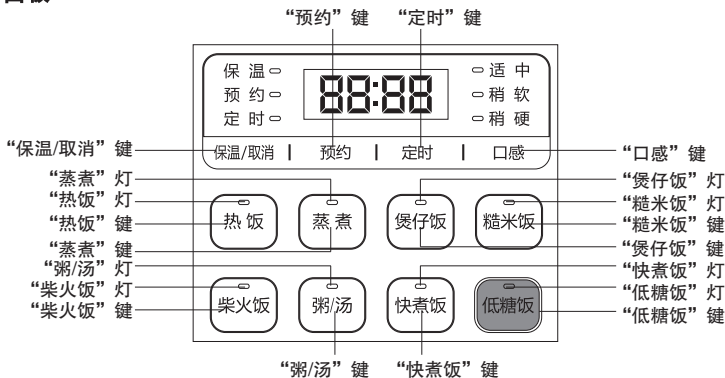 “预约”键 “定时”键
保温 88:88 适中
预约 稍软
定时 稍硬
“保温/取消”键 保温/取消 | 预约 | 定时 | 口感 “口感”键
“蒸煮”灯 “煲仔饭”灯
“热饭”灯 “糙米饭”灯
“热饭”键 热饭 蒸煮 煲仔饭 糙米饭 “糙米饭”键
“蒸煮”键 “煲仔饭”键
“粥/汤”灯 “快煮饭”灯
“柴火饭”灯 “低糖饭”灯
“柴火饭”键 柴火饭 粥/汤 快煮饭 低糖饭 “低糖饭”键
“粥/汤”键 “快煮饭”键